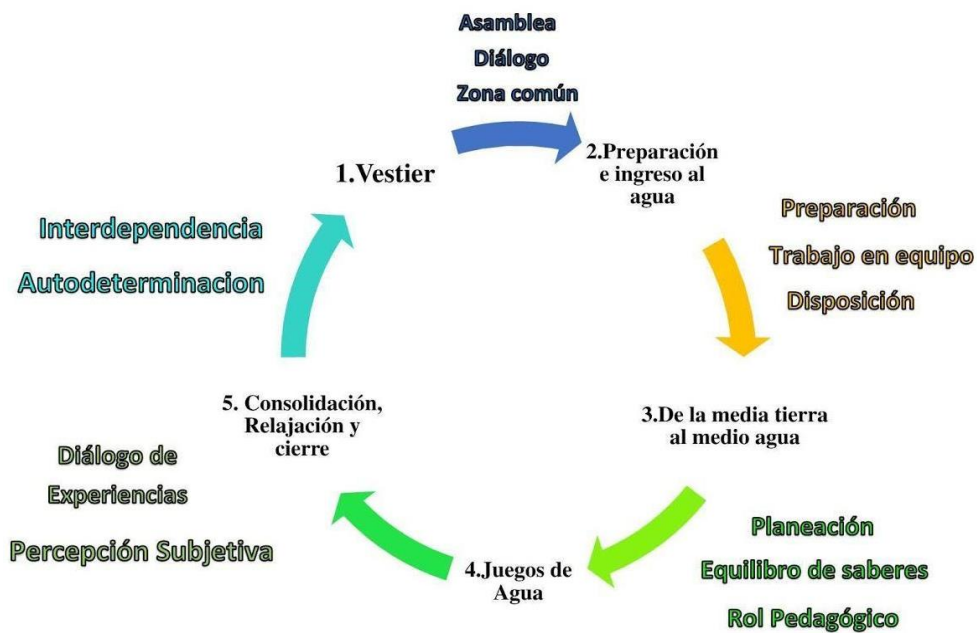 Asamblea
Diálogo
Zona común
1.Vestier
2.Preparación
e ingreso al
agua
Preparación
Trabajo en equipo
Disposición
3.De la media tierra
al medio agua
Planeación
Equilibro de saberes
Rol Pedagógico
4.Juegos de
Agua
Diálogo de
Experiencias
Percepción Subjetiva
5. Consolidación,
Relajación y
cierre
Interdependencia
Autodeterminacion